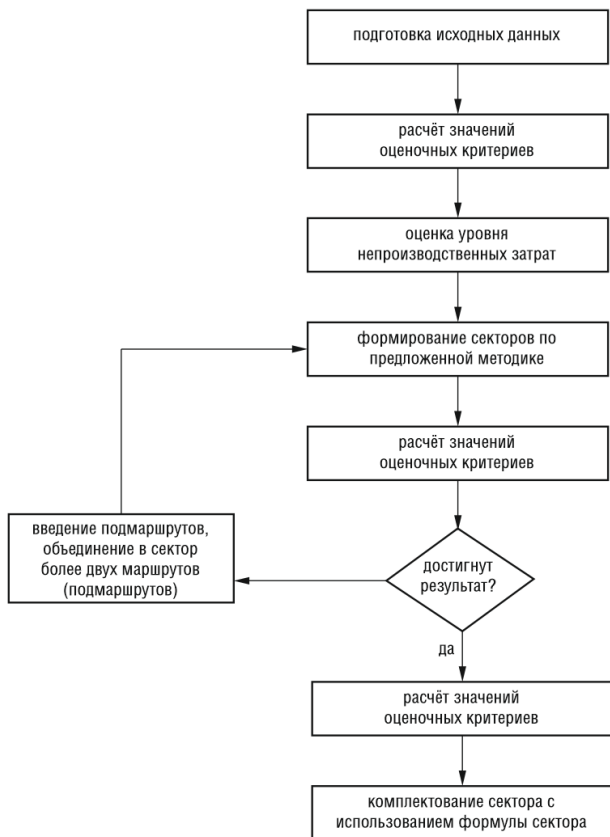 подготовка исходных данных
расчёт значений
оценочных критериев
оценка уровня
непроизводственных затрат
формирование секторов по
предложенной методике
расчёт значений
оценочных критериев
введение подмаршрутов,
объединение в сектор
более двух маршрутов
(подмаршрутов)
достигнут
результат?
да
расчёт значений
оценочных критериев
комплектование сектора с
использованием формулы сектора